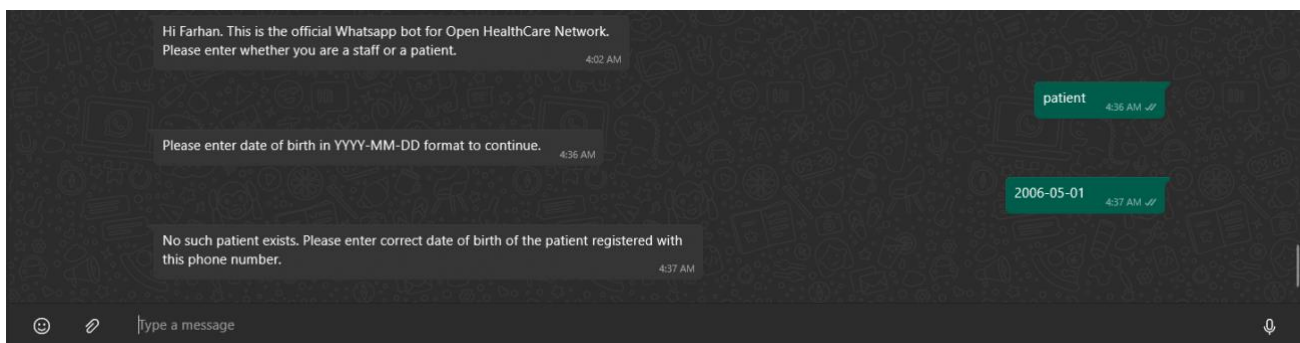 Hi Farhan. This is the official Whatsapp bot for Open HealthCare Network.
Please enter whether you are a staff or a patient.
4:02 AM
patient
4:36 AM
Please enter date of birth in YYYY-MM-DD format to continue.
4:36 AM
2006-05-01
4:37 AM
No such patient exists. Please enter correct date of birth of the patient registered with
this phone number.
4:37 AM
Type a message